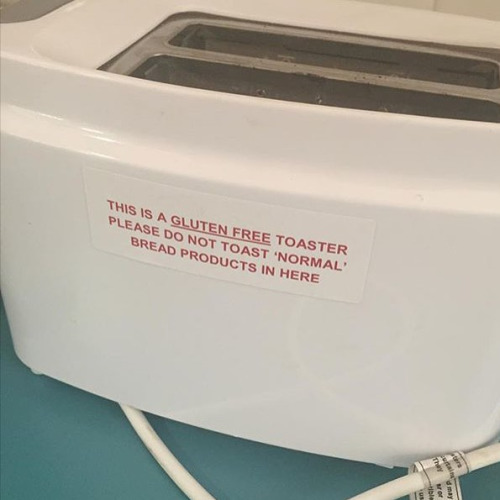 THIS IS A GLUTEN FREE TOASTER
PLEASE DO NOT TOAST 'NORMAL'
BREAD PRODUCTS IN HERE